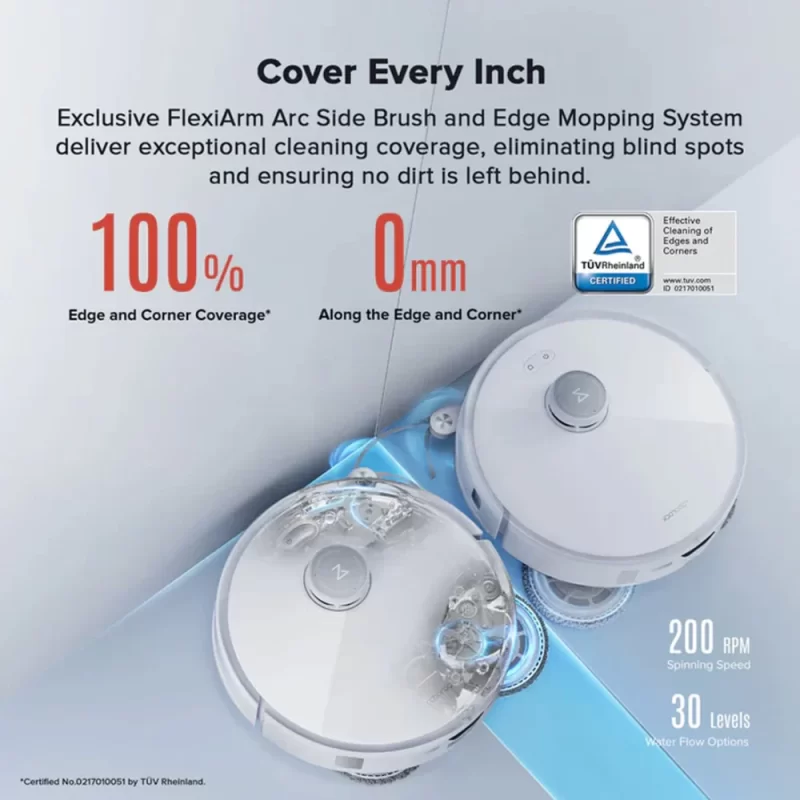 Cover Every Inch
Exclusive FlexiArm Arc Side Brush and Edge Mopping System
deliver exceptional cleaning coverage, eliminating blind spots
and ensuring no dirt is left behind.
100%
Edge and Corner Coverage*
0mm
Along the Edge and Corner*
TÜVRheinland®
CERTIFIED
Effective
Cleaning of
Edges and
Corners
www.tuv.com
ID 0217010051
200 RPM
Spinning Speed
30 Levels
Water Flow Options
*Certified No.0217010051 by TÜV Rheinland.